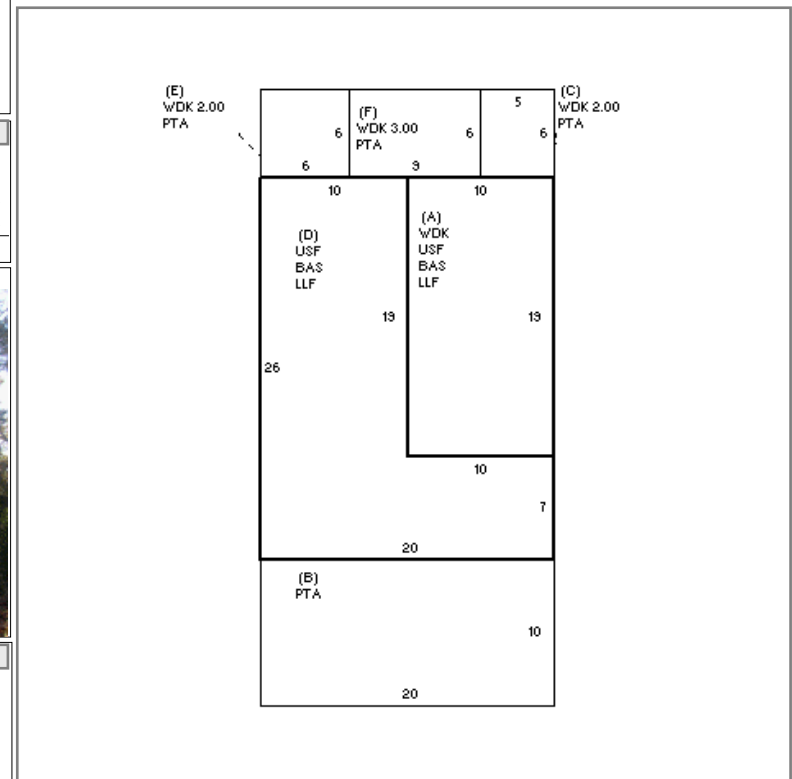 (E)
WDK 2.00
PTA
6
6
(F)
WDK 3.00
PTA
6
9
5
6
(C)
WDK 2.00
PTA
10
10
(D)
USF
BAS
LLF
(A)
WDK
USF
BAS
LLF
19
19
26
10
7
20
(B)
PTA
10
20